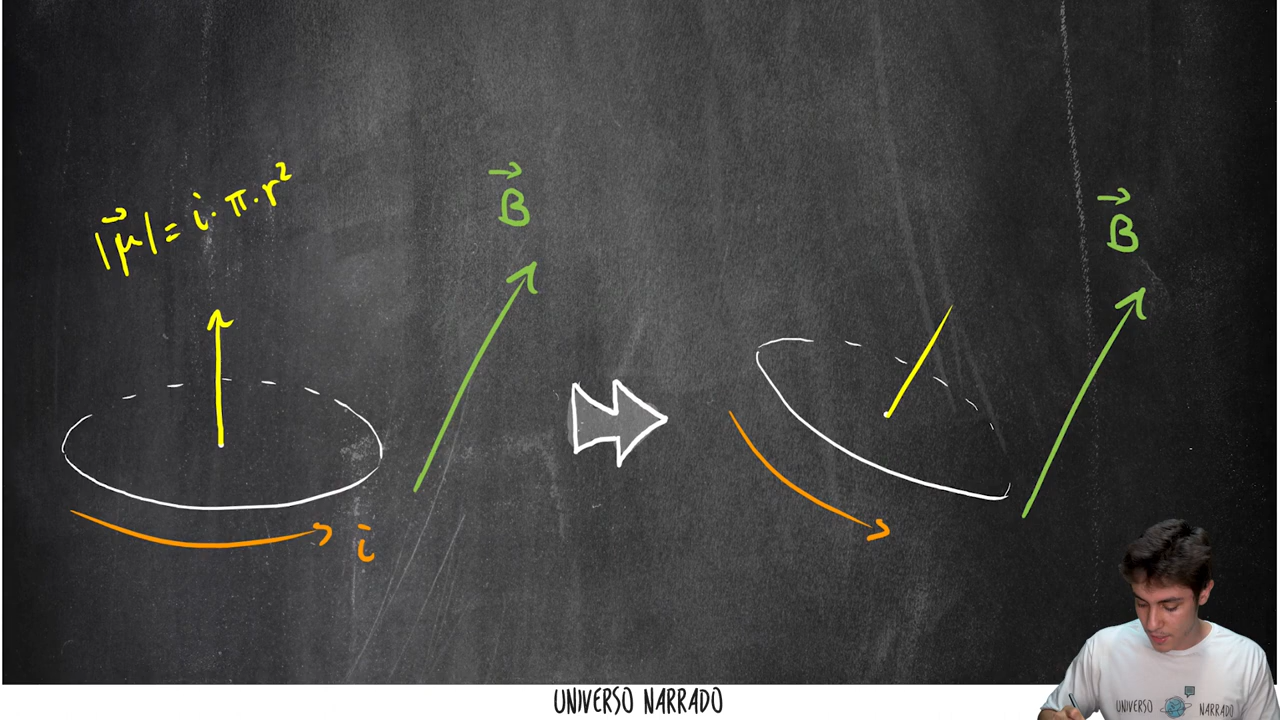 |μ⃗| = i · π · r²
B⃗
i
B⃗
UNIVERSO NARRADO
UNIVERSO NARRADO